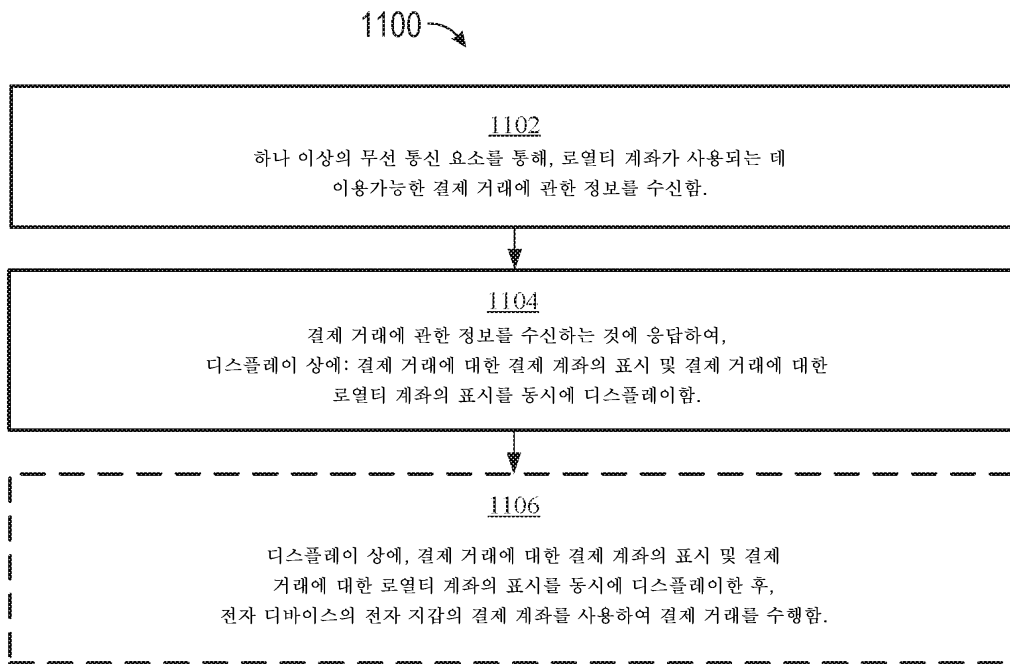 1100
1102
하나 이상의 무선 통신 요소를 통해, 로열티 계좌가 사용되는 데
이용가능한 결제 거래에 관한 정보를 수신함.
1104
결제 거래에 관한 정보를 수신하는 것에 응답하여,
디스플레이 상에: 결제 거래에 대한 결제 계좌의 표시 및 결제 거래에 대한
로열티 계좌의 표시를 동시에 디스플레이함.
1106
디스플레이 상에, 결제 거래에 대한 결제 계좌의 표시 및 결제
거래에 대한 로열티 계좌의 표시를 동시에 디스플레이한 후,
전자 디바이스의 전자 지갑의 결제 계좌를 사용하여 결제 거래를 수행함.